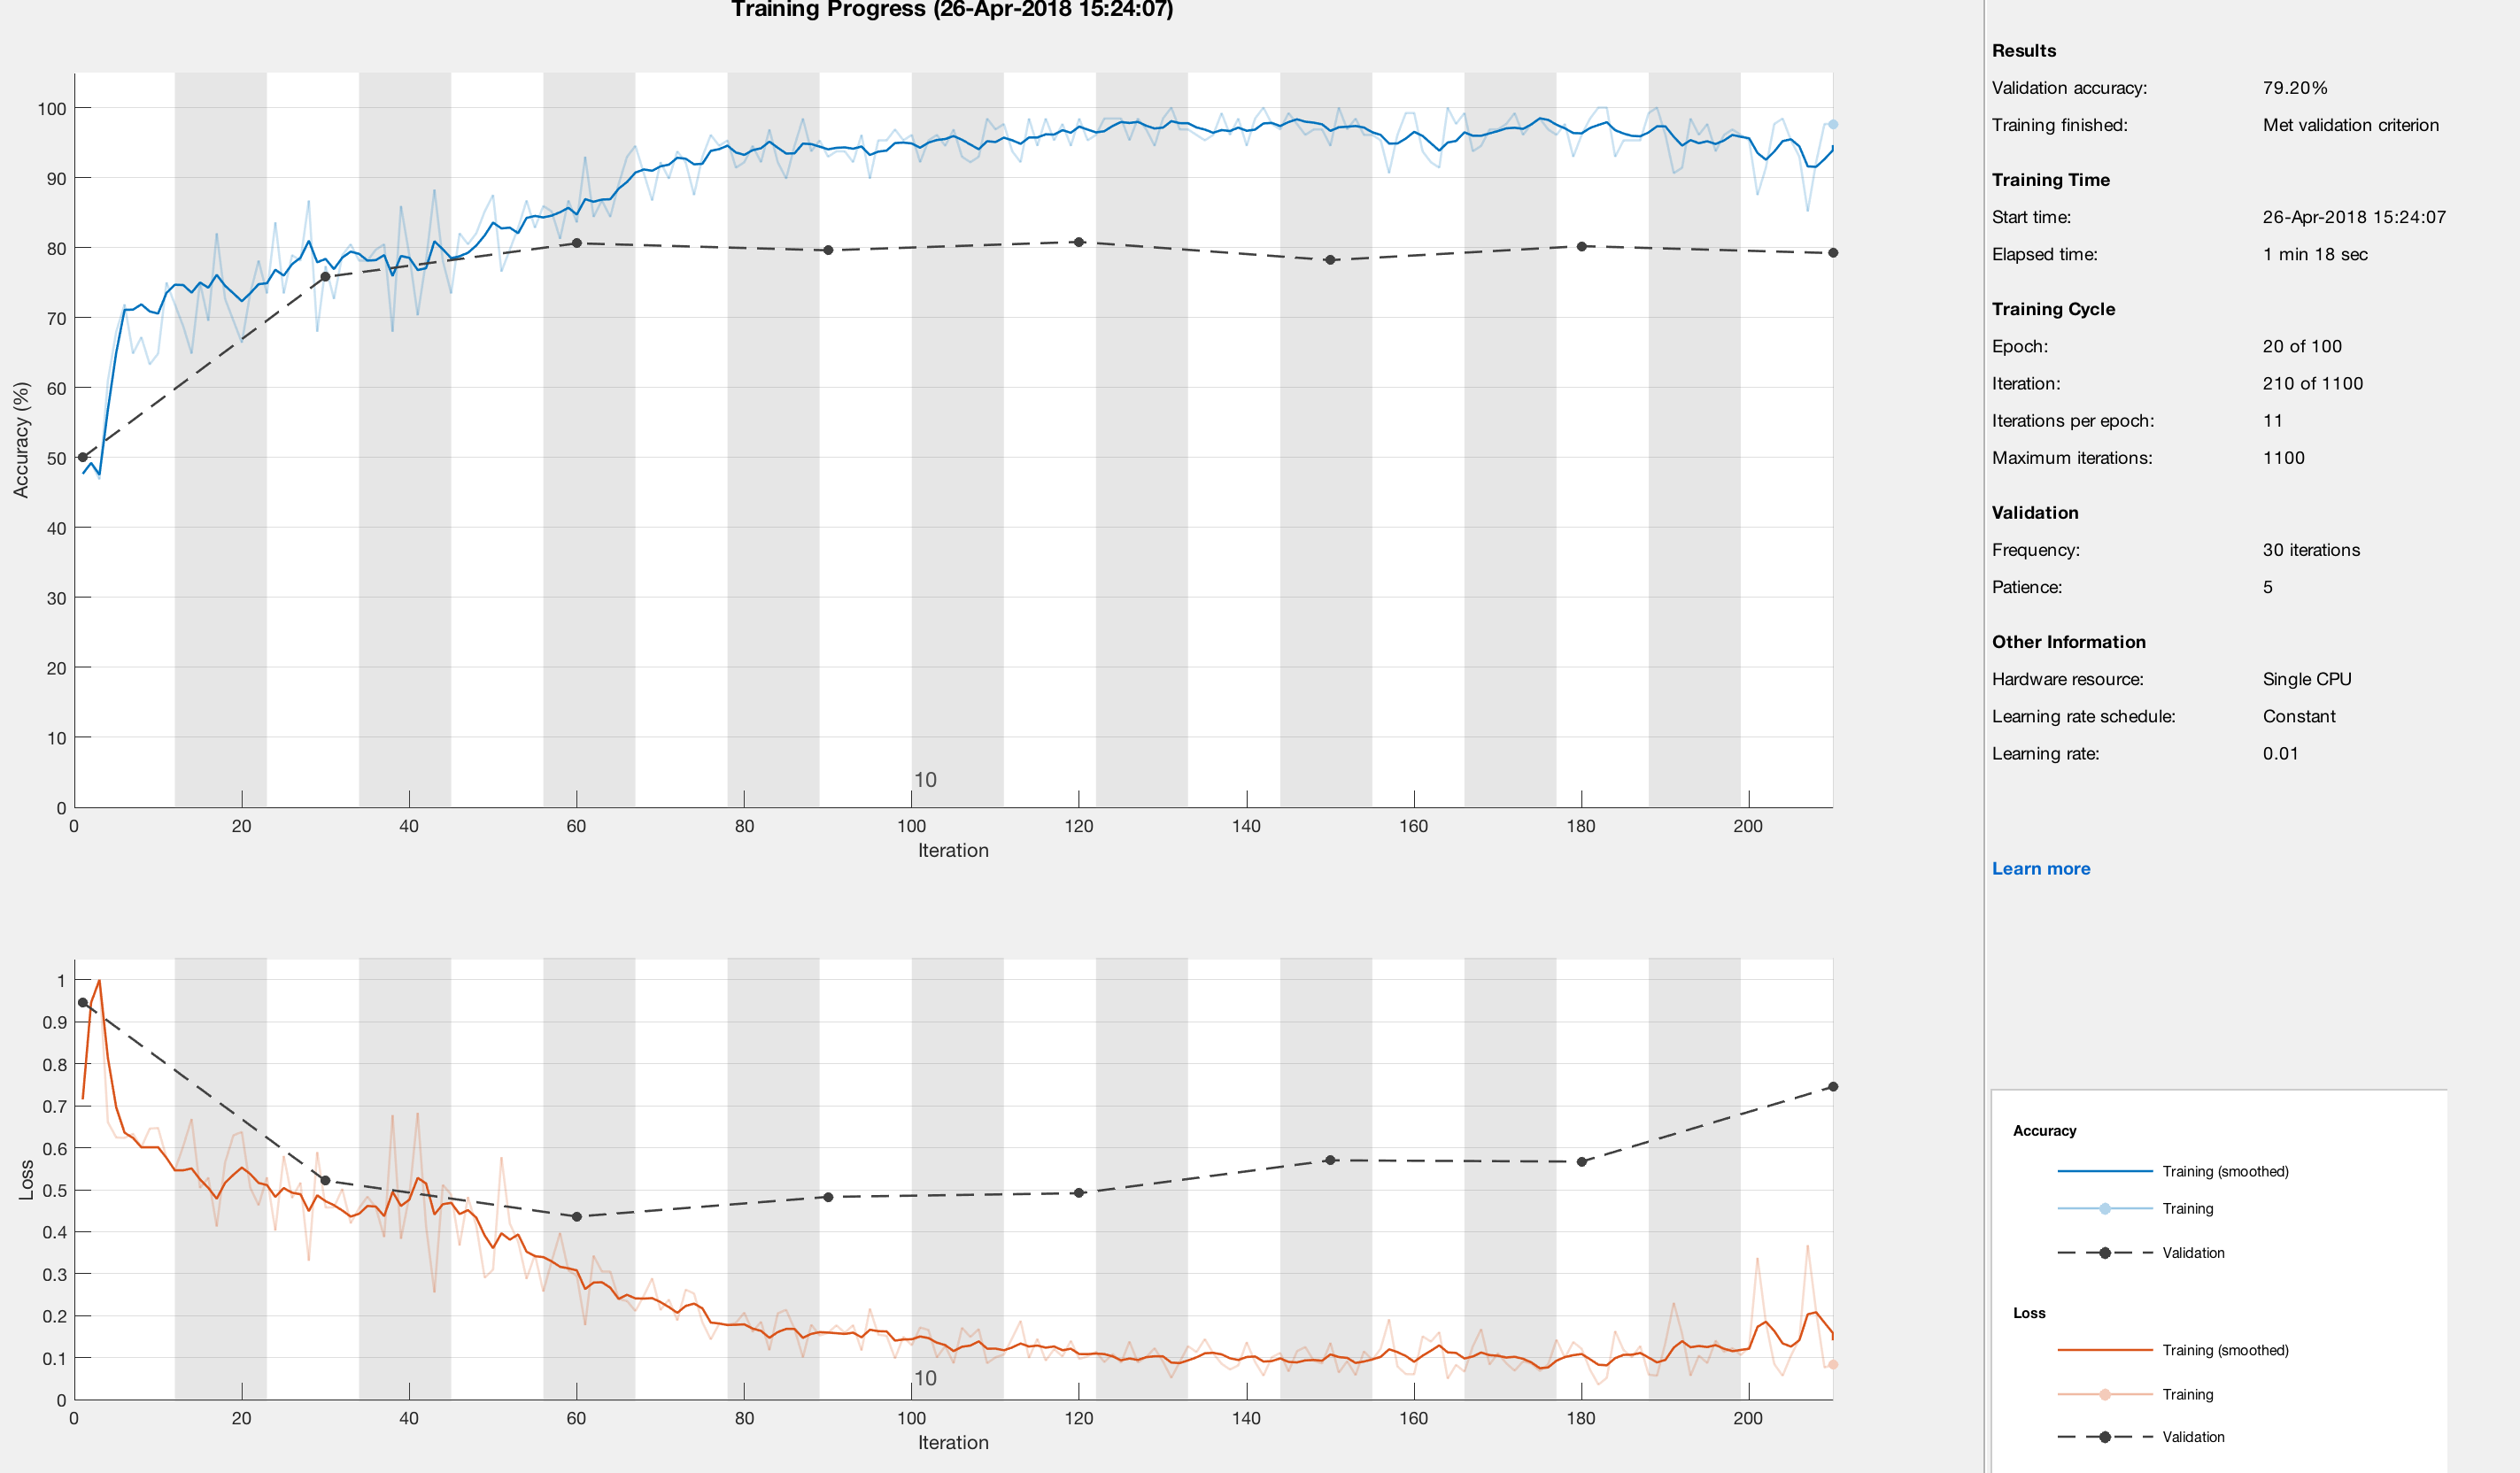 Training Progress (26-Apr-2018 15:24:07)
100
90
80
70
60
50
40
30
20
10
0
Accuracy (%)
10
0 20 40 60 80 100 120 140 160 180 200
Iteration
1
0.9
0.8
0.7
0.6
0.5
0.4
0.3
0.2
0.1
0
Loss
10
0 20 40 60 80 100 120 140 160 180 200
Iteration
Results
Validation accuracy: 79.20%
Training finished: Met validation criterion
Training Time
Start time: 26-Apr-2018 15:24:07
Elapsed time: 1 min 18 sec
Training Cycle
Epoch: 20 of 100
Iteration: 210 of 1100
Iterations per epoch: 11
Maximum iterations: 1100
Validation
Frequency: 30 iterations
Patience: 5
Other Information
Hardware resource: Single CPU
Learning rate schedule: Constant
Learning rate: 0.01
Learn more
Accuracy
Training (smoothed)
Training
Validation
Loss
Training (smoothed)
Training
Validation